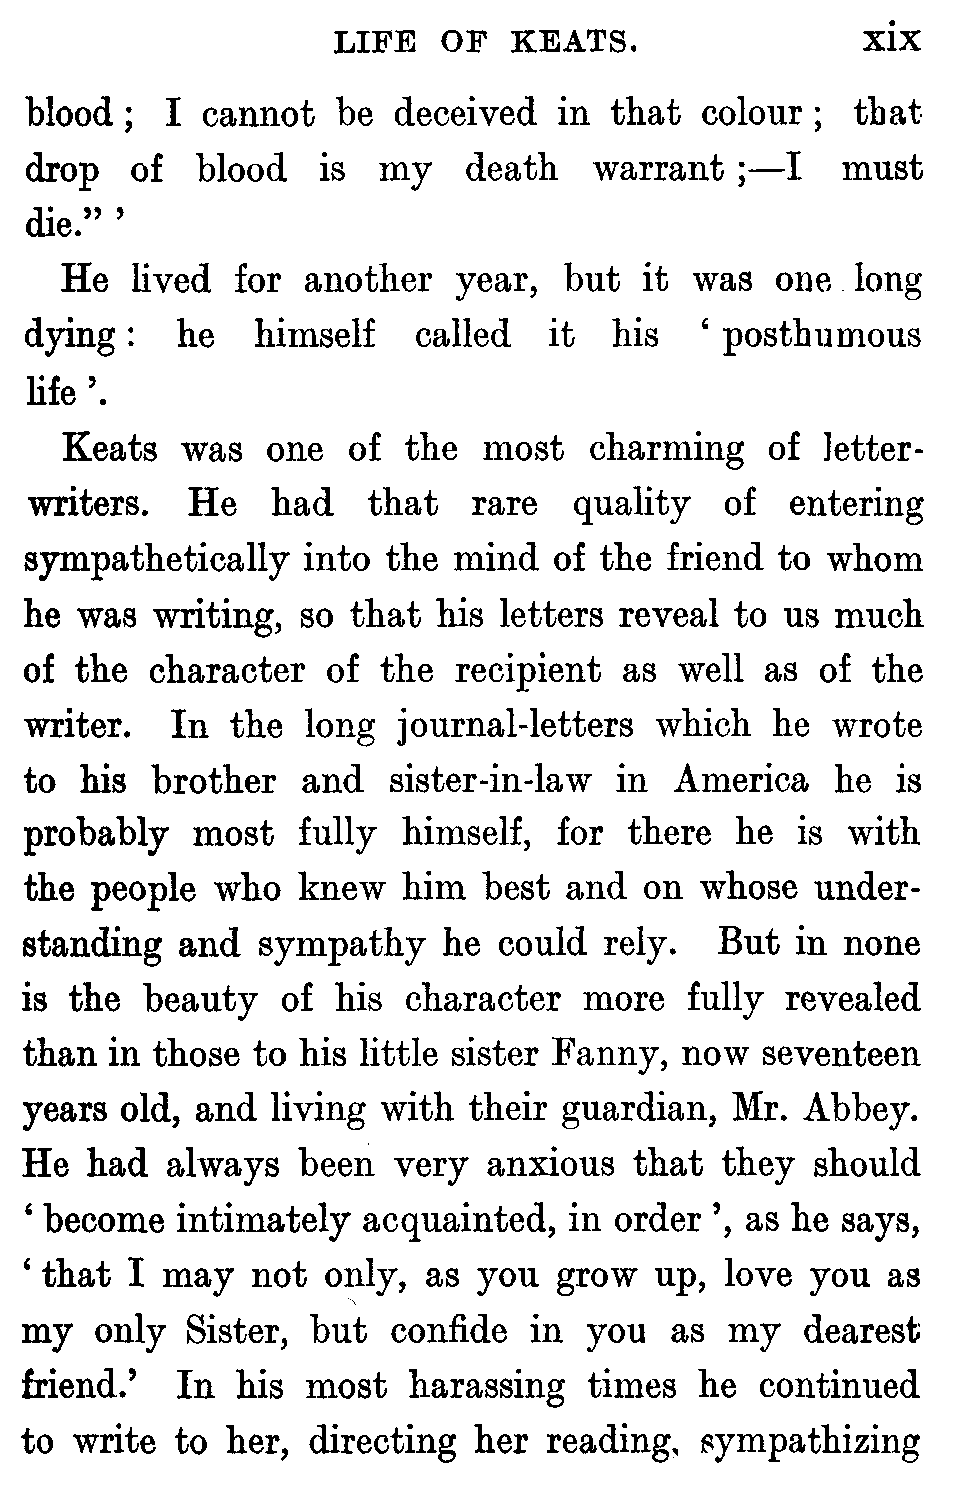 LIFE OF KEATS. xix
blood ; I cannot be deceived in that colour ; that
drop of blood is my death warrant ;—I must
die.” ’
He lived for another year, but it was one long
dying : he himself called it his ‘ posthumous
life ’.
Keats was one of the most charming of letter-
writers. He had that rare quality of entering
sympathetically into the mind of the friend to whom
he was writing, so that his letters reveal to us much
of the character of the recipient as well as of the
writer. In the long journal-letters which he wrote
to his brother and sister-in-law in America he is
probably most fully himself, for there he is with
the people who knew him best and on whose under-
standing and sympathy he could rely. But in none
is the beauty of his character more fully revealed
than in those to his little sister Fanny, now seventeen
years old, and living with their guardian, Mr. Abbey.
He had always been very anxious that they should
‘ become intimately acquainted, in order ’, as he says,
‘ that I may not only, as you grow up, love you as
my only Sister, but confide in you as my dearest
friend.’ In his most harassing times he continued
to write to her, directing her reading, sympathizing